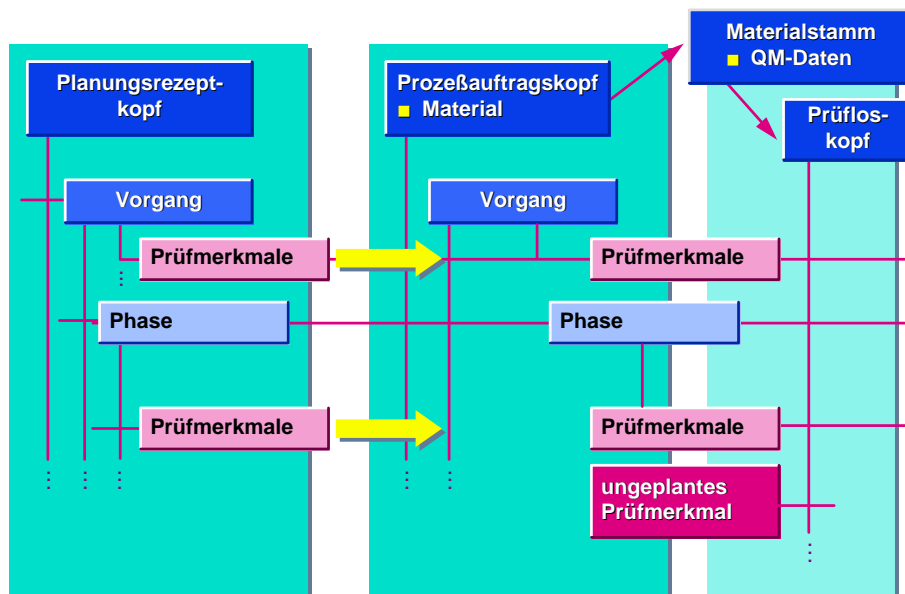 Planungsrezept-
kopf
Vorgang
Prüfmerkmale
Phase
Prüfmerkmale
Prozeßauftragskopf
Material
Vorgang
Prüfmerkmale
Phase
Prüfmerkmale
ungeplantes
Prüfmerkmal
Materialstamm
QM-Daten
Prüflos-
kopf